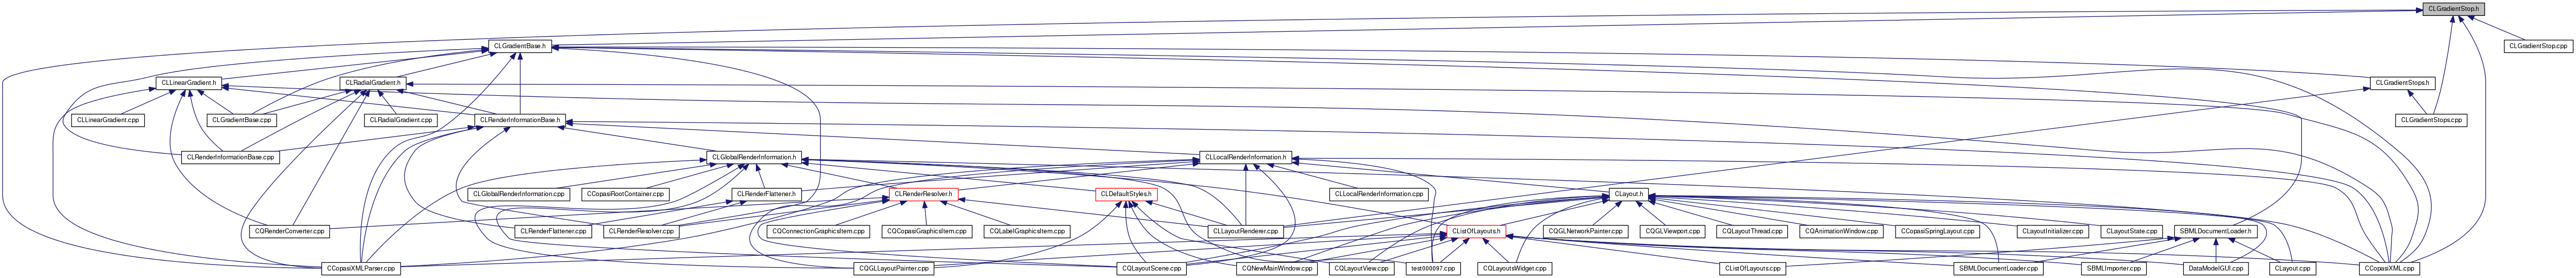 CLGradientStop.h
CLGradientBase.h
CLGradientStop.cpp
CLLinearGradient.h
CLRadialGradient.h
CLGradientStops.h
CLLinearGradient.cpp
CLGradientBase.cpp
CLRadialGradient.cpp
CLRenderInformationBase.h
CLGradientStops.cpp
CLRenderInformationBase.cpp
CLGlobalRenderInformation.h
CLLocalRenderInformation.h
CLGlobalRenderInformation.cpp
CCopasiRootContainer.cpp
CLRenderFlattener.h
CLRenderResolver.h
CLDefaultStyles.h
CLLocalRenderInformation.cpp
CLayout.h
CQRenderConverter.cpp
CLRenderFlattener.cpp
CLRenderResolver.cpp
CQConnectionGraphicsItem.cpp
CQCopasiGraphicsItem.cpp
CQLabelGraphicsItem.cpp
CLLayoutRenderer.cpp
CListOfLayouts.h
CQGLNetworkPainter.cpp
CQGLViewport.cpp
CQLayoutThread.cpp
CQAnimationWindow.cpp
CCopasiSpringLayout.cpp
CLayoutInitializer.cpp
CLayoutState.cpp
SBMLDocumentLoader.h
CCopasiXMLParser.cpp
CQGLLayoutPainter.cpp
CQLayoutScene.cpp
CQNewMainWindow.cpp
CQLayoutView.cpp
test000097.cpp
CQLayoutsWidget.cpp
CListOfLayouts.cpp
SBMLDocumentLoader.cpp
SBMLImporter.cpp
DataModelGUI.cpp
CLayout.cpp
CCopasiXML.cpp